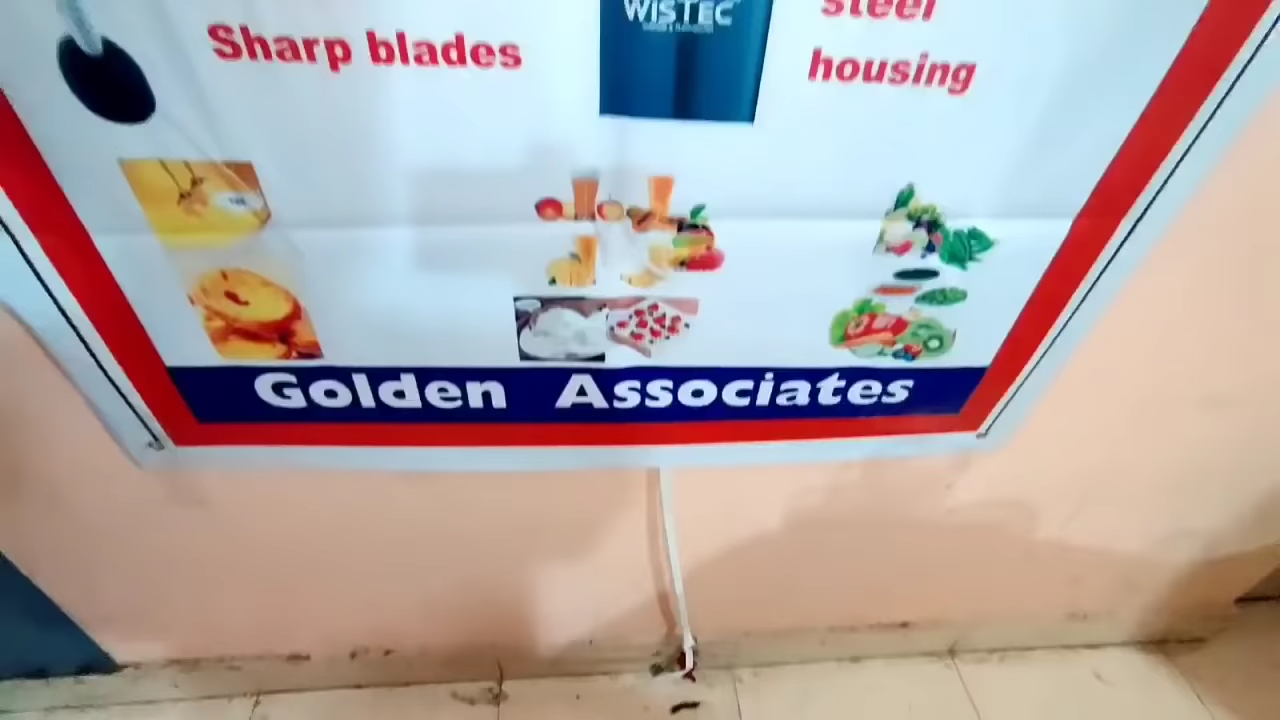 WISTEC
steel
Sharp blades
housing
Golden Associates